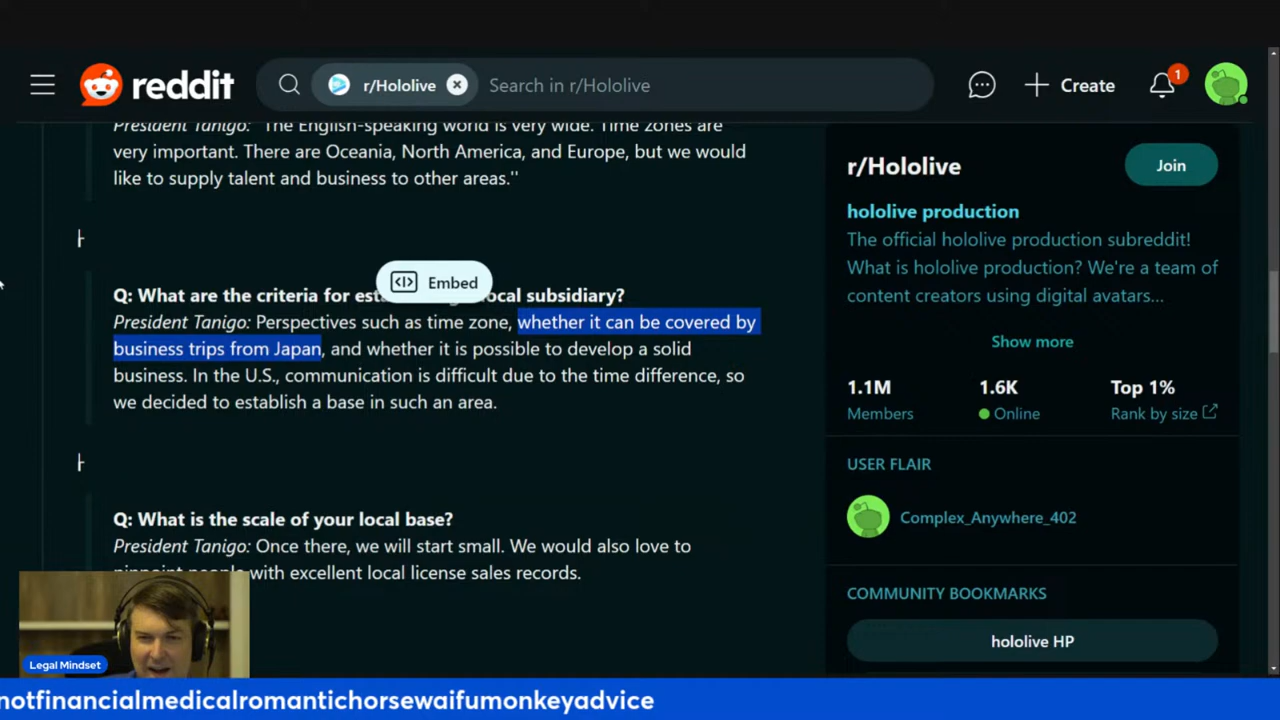 reddit
r/Hololive
Search in r/Hololive
Create
1
President Tanigo: "The English-speaking world is very wide. Time zones are
very important. There are Oceania, North America, and Europe, but we would
like to supply talent and business to other areas.''
Embed
Q: What are the criteria for ocal subsidiary?
President Tanigo: Perspectives such as time zone, whether it can be covered by
business trips from Japan, and whether it is possible to develop a solid
business. In the U.S., communication is difficult due to the time difference, so
we decided to establish a base in such an area.
Q: What is the scale of your local base?
President Tanigo: Once there, we will start small. We would also love to
pinpoint people with excellent local license sales records.
r/Hololive
Join
hololive production
The official hololive production subreddit!
What is hololive production? We're a team of
content creators using digital avatars...
Show more
1.1M
Members
1.6K
Online
Top 1%
Rank by size
USER FLAIR
Complex_Anywhere_402
COMMUNITY BOOKMARKS
hololive HP
Legal Mindset
notfinancialmedicalromantichorsewaifumonkeyadvice